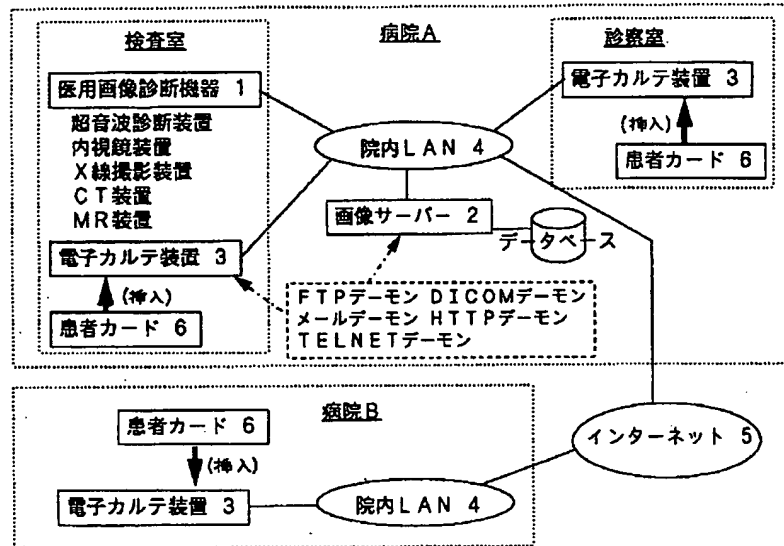 病院A
検査室
医用画像診断機器 1
超音波診断装置
内視鏡装置
X線撮影装置
CT装置
MR装置
電子カルテ装置 3
(挿入)
患者カード 6
院内LAN 4
画像サーバー 2
データベース
FTPデーモン DICOMデーモン
メールデーモン HTTPデーモン
TELNETデーモン
診察室
電子カルテ装置 3
(挿入)
患者カード 6
病院B
患者カード 6
(挿入)
電子カルテ装置 3
院内LAN 4
インターネット 5